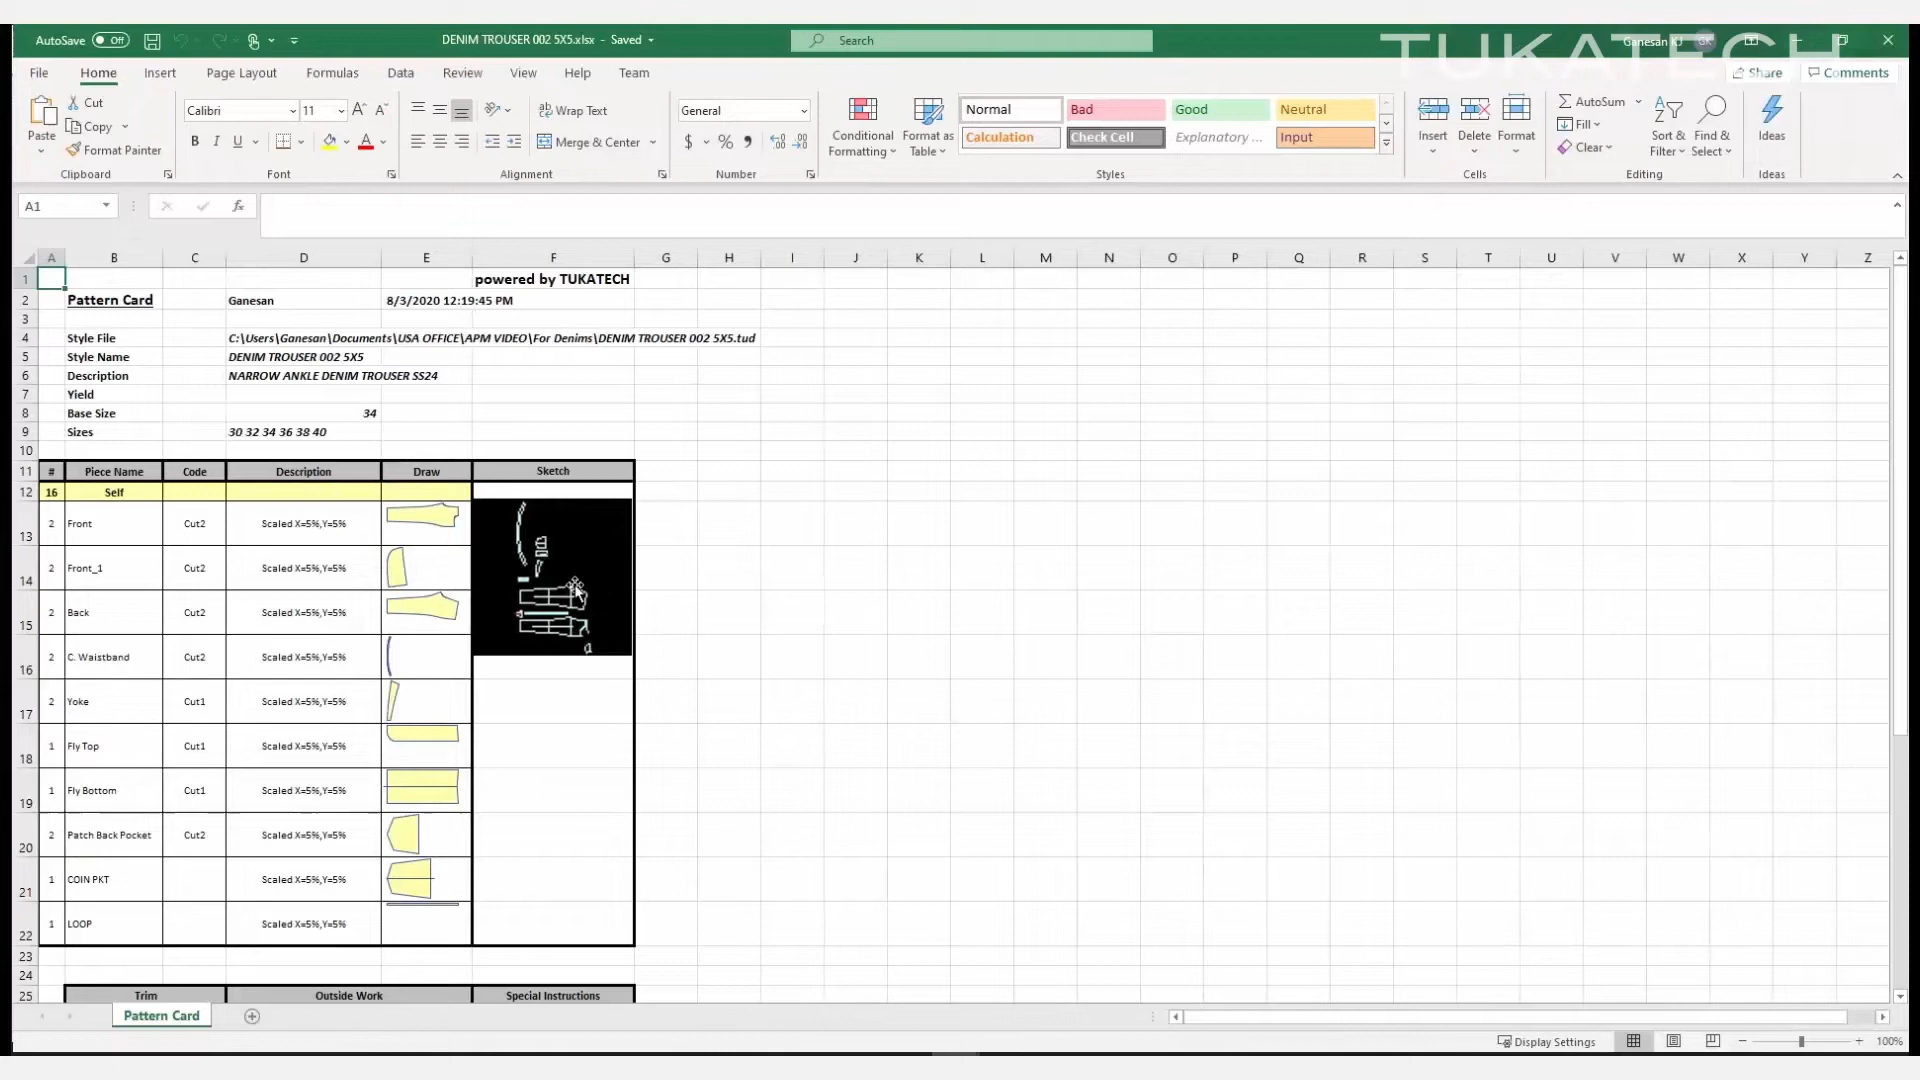 AutoSave Off DENIM TROUSER 002 5X5.xlsx - Saved Search Ganesan KJ
TUKATECH
File Home Insert Page Layout Formulas Data Review View Help Team Share Comments
Paste
Cut
Copy
Format Painter
Calibri 11
B I U
Wrap Text
Merge & Center
General
$ %
Conditional Formatting
Format as Table
Normal Bad Good Neutral
Calculation Check Cell Explanatory ... Input
Insert Delete Format
AutoSum
Fill
Clear
Sort & Filter
Find & Select
Ideas
Clipboard Font Alignment Number Styles Cells Editing Ideas
A1 fx
A B C D E F G H I J K L M N O P Q R S T U V W X Y Z
1 powered by TUKATECH
2 Pattern Card Ganesan 8/3/2020 12:19:45 PM
3
4 Style File C:\Users\Ganesan\Documents\USA OFFICE\APM VIDEO\For Denims\DENIM TROUSER 002 5X5.tud
5 Style Name DENIM TROUSER 002 5X5
6 Description NARROW ANKLE DENIM TROUSER SS24
7 Yield
8 Base Size 34
9 Sizes 30 32 34 36 38 40
10
11 # Piece Name Code Description Draw Sketch
12 16 Self
13 2 Front Cut2 Scaled X=5%,Y=5%
14 2 Front_1 Cut2 Scaled X=5%,Y=5%
15 2 Back Cut2 Scaled X=5%,Y=5%
16 2 C. Waistband Cut2 Scaled X=5%,Y=5%
17 2 Yoke Cut1 Scaled X=5%,Y=5%
18 1 Fly Top Cut1 Scaled X=5%,Y=5%
19 1 Fly Bottom Cut1 Scaled X=5%,Y=5%
20 2 Patch Back Pocket Cut2 Scaled X=5%,Y=5%
21 1 COIN PKT Scaled X=5%,Y=5%
22 1 LOOP Scaled X=5%,Y=5%
23
24
25 Trim Outside Work Special Instructions
Pattern Card
Display Settings 100%